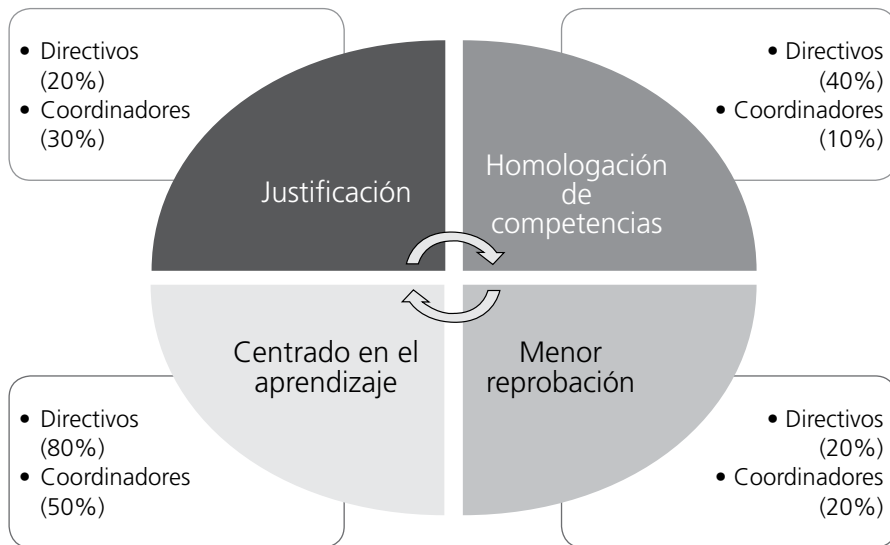 • Directivos
(20%)
• Coordinadores
(30%)
Justificación
Homologación
de
competencias
• Directivos
(40%)
• Coordinadores
(10%)
Centrado en el
aprendizaje
• Directivos
(80%)
• Coordinadores
(50%)
Menor
reprobación
• Directivos
(20%)
• Coordinadores
(20%)